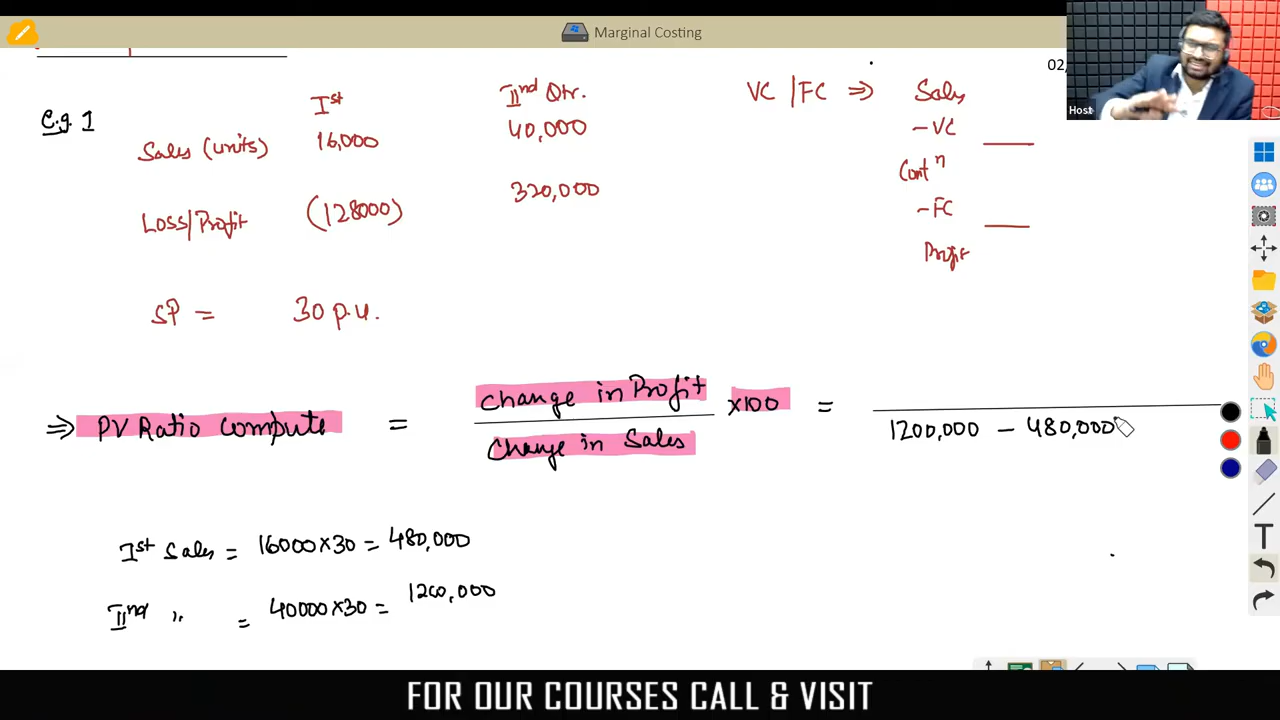 Marginal Costing
02/
Host
e.g. 1
Ist IInd Qtr.
Sales (units) 16,000 40,000
Loss/Profit (128000) 320,000
SP = 30 p.u.
VC / FC ⇒ Sales
- VC
Contn
- FC
Profit
⇒ PV Ratio compute = Change in Profit / Change in Sales ×100 =
1200,000 - 480,000
Ist Sales = 16000×30 = 480,000
IInd ,, = 40000×30 = 1200,000
FOR OUR COURSES CALL & VISIT